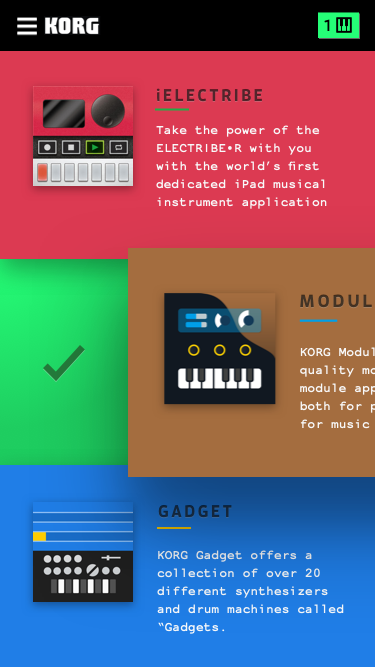 KORG
1
iELECTRIBE
Take the power of the
ELECTRIBE•R with you
with the world's first
dedicated iPad musical
instrument application
MODUL
KORG Modul
quality mo
module app
both for p
for music
GADGET
KORG Gadget offers a
collection of over 20
different synthesizers
and drum machines called
“Gadgets.